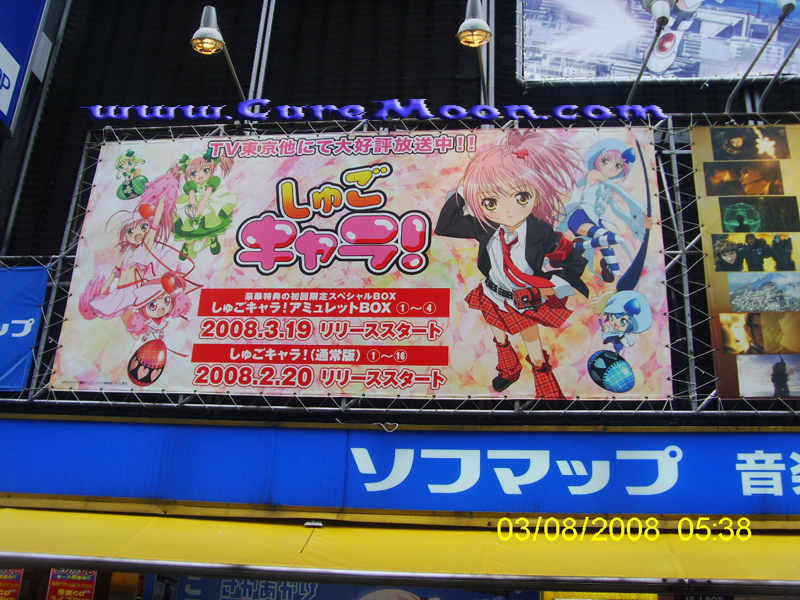 www.CureMoon.com
TV東京他にて大好評放送中!!
しゅご
キャラ!
豪華特典の初回限定スペシャルBOX
しゅごキャラ!アミュレットBOX ①～④
2008.3.19 リリーススタート
しゅごキャラ!(通常版) ①～⑯
2008.2.20 リリーススタート
マップ
ソフマップ 音楽
03/08/2008 05:38